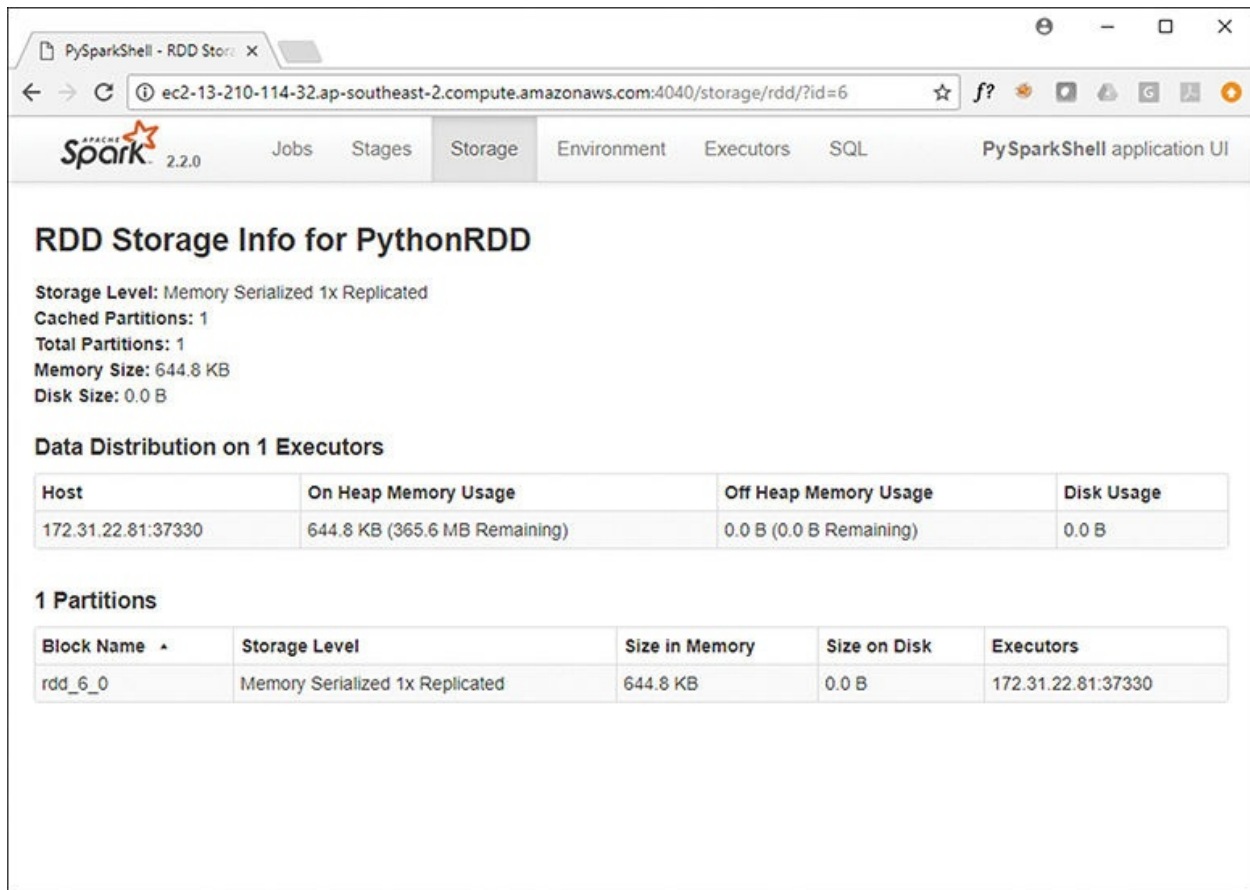 PySparkShell - RDD Stor
ec2-13-210-114-32.ap-southeast-2.compute.amazonaws.com:4040/storage/rdd/?id=6
f?
G
APACHE
Spark 2.2.0 Jobs Stages Storage Environment Executors SQL PySparkShell application UI
RDD Storage Info for PythonRDD
Storage Level: Memory Serialized 1x Replicated
Cached Partitions: 1
Total Partitions: 1
Memory Size: 644.8 KB
Disk Size: 0.0 B
Data Distribution on 1 Executors
Host On Heap Memory Usage Off Heap Memory Usage Disk Usage
172.31.22.81:37330 644.8 KB (365.6 MB Remaining) 0.0 B (0.0 B Remaining) 0.0 B
1 Partitions
Block Name Storage Level Size in Memory Size on Disk Executors
rdd_6_0 Memory Serialized 1x Replicated 644.8 KB 0.0 B 172.31.22.81:37330